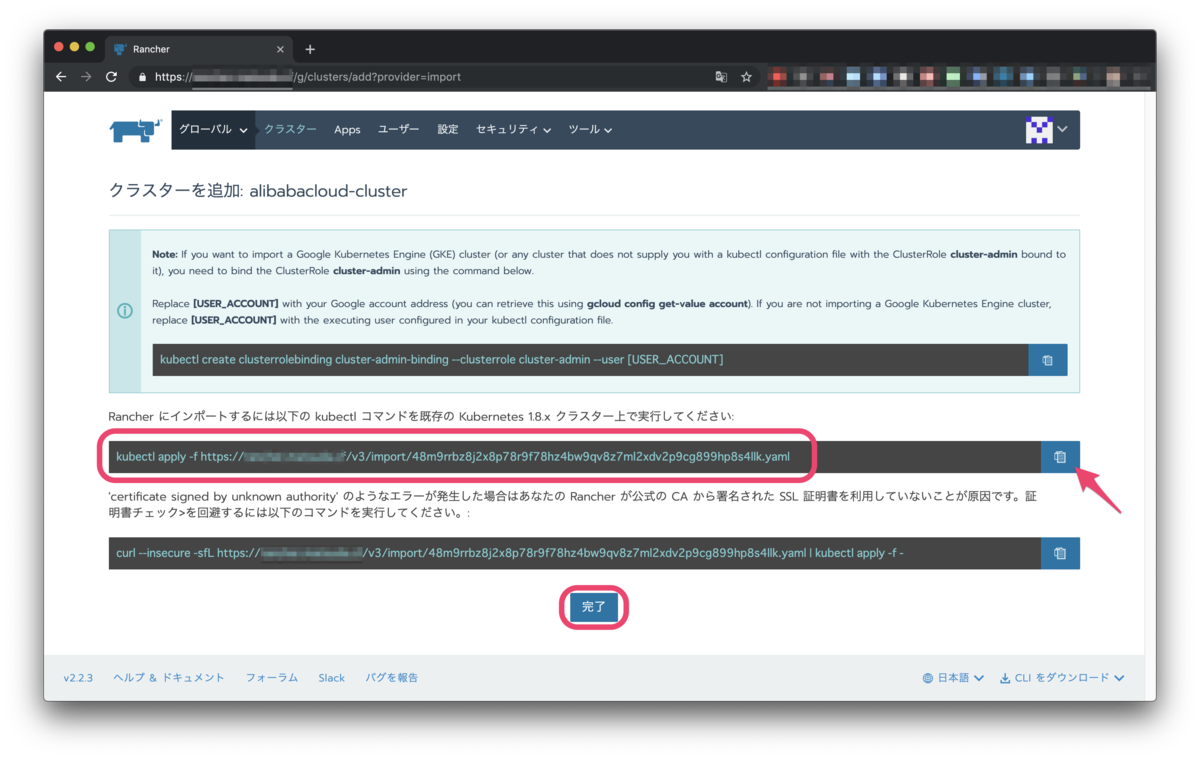 Rancher
https:// /g/clusters/add?provider=import
グローバル クラスター Apps ユーザー 設定 セキュリティ ツール
クラスターを追加: alibabacloud-cluster
Note: If you want to import a Google Kubernetes Engine (GKE) cluster (or any cluster that does not supply you with a kubectl configuration file with the ClusterRole cluster-admin bound to
it), you need to bind the ClusterRole cluster-admin using the command below.
Replace [USER_ACCOUNT] with your Google account address (you can retrieve this using gcloud config get-value account). If you are not importing a Google Kubernetes Engine cluster,
replace [USER_ACCOUNT] with the executing user configured in your kubectl configuration file.
kubectl create clusterrolebinding cluster-admin-binding --clusterrole cluster-admin --user [USER_ACCOUNT]
Rancher にインポートするには以下の kubectl コマンドを既存の Kubernetes 1.8.x クラスター上で実行してください:
kubectl apply -f https:// /v3/import/48m9rrbz8j2x8p78r9f78hz4bw9qv8z7ml2xdv2p9cg899hp8s4llk.yaml
'certificate signed by unknown authority' のようなエラーが発生した場合はあなたの Rancher が公式の CA から署名された SSL 証明書を利用していないことが原因です。証
明書チェック>を回避するには以下のコマンドを実行してください。:
curl --insecure -sfL https:// /v3/import/48m9rrbz8j2x8p78r9f78hz4bw9qv8z7ml2xdv2p9cg899hp8s4llk.yaml | kubectl apply -f -
完了
v2.2.3 ヘルプ & ドキュメント フォーラム Slack バグを報告 日本語 CLI をダウンロード